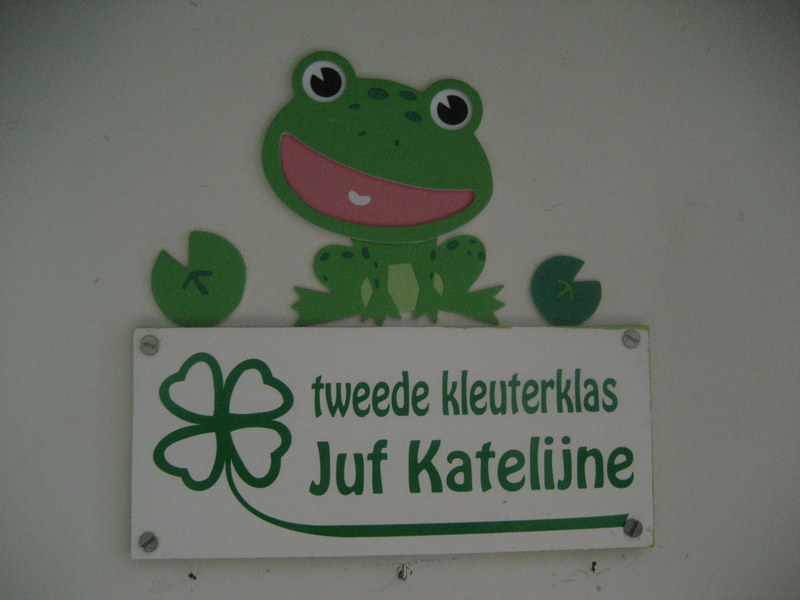 tweede kleuterklas
Juf Katelijne